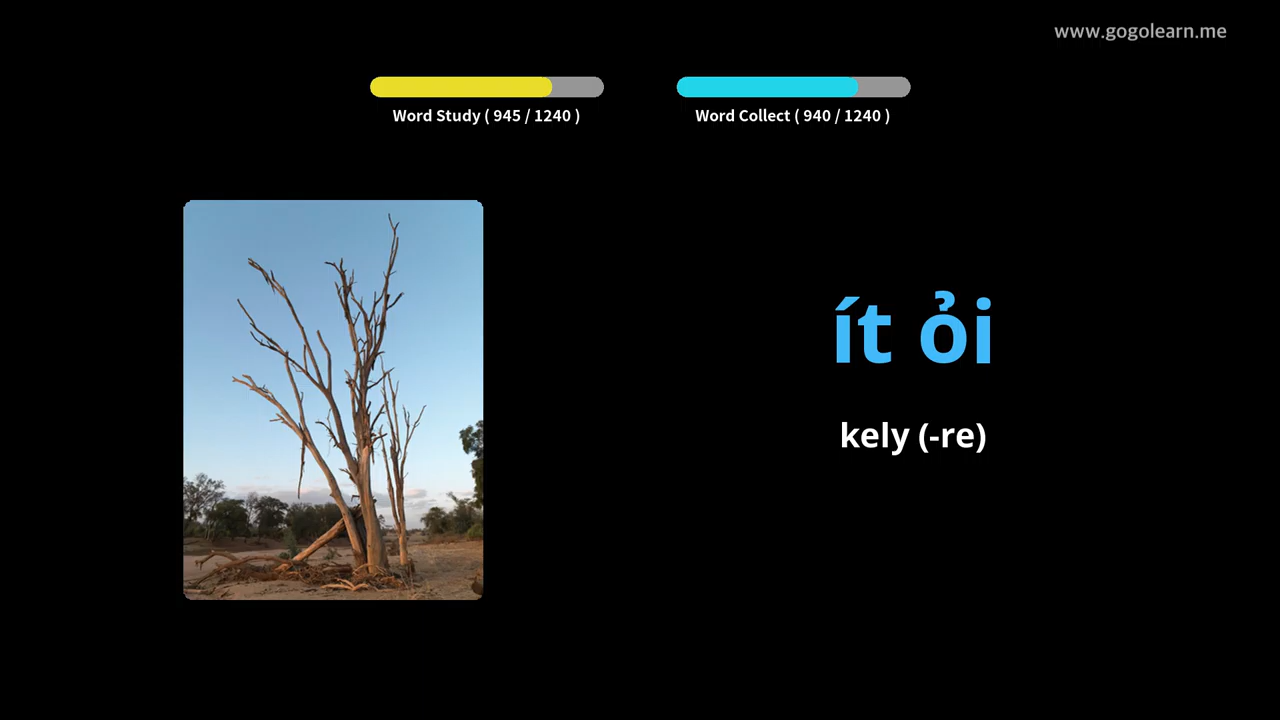 www.gogolearn.me
Word Study ( 945 / 1240 )
Word Collect ( 940 / 1240 )
ít ỏi
kely (-re)